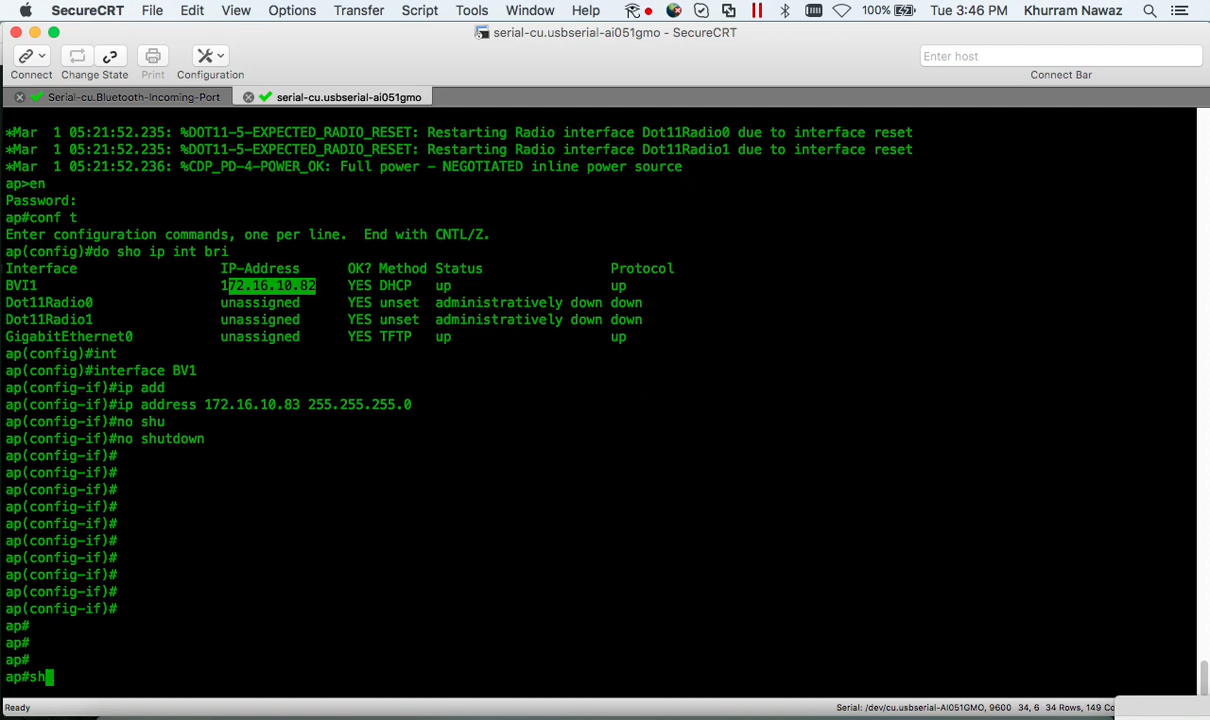 SecureCRT File Edit View Options Transfer Script Tools Window Help 100% Tue 3:46 PM Khurram Nawaz
serial-cu.usbserial-ai051gmo - SecureCRT
Enter host
Connect Change State Print Configuration Connect Bar
Serial-cu.Bluetooth-Incoming-Port serial-cu.usbserial-ai051gmo
*Mar 1 05:21:52.235: %DOT11-5-EXPECTED_RADIO_RESET: Restarting Radio interface Dot11Radio0 due to interface reset
*Mar 1 05:21:52.235: %DOT11-5-EXPECTED_RADIO_RESET: Restarting Radio interface Dot11Radio1 due to interface reset
*Mar 1 05:21:52.236: %CDP_PD-4-POWER_OK: Full power - NEGOTIATED inline power source
ap>en
Password:
ap#conf t
Enter configuration commands, one per line. End with CNTL/Z.
ap(config)#do sho ip int bri
Interface IP-Address OK? Method Status Protocol
BVI1 172.16.10.82 YES DHCP up up
Dot11Radio0 unassigned YES unset administratively down down
Dot11Radio1 unassigned YES unset administratively down down
GigabitEthernet0 unassigned YES TFTP up up
ap(config)#int
ap(config)#interface BV1
ap(config-if)#ip add
ap(config-if)#ip address 172.16.10.83 255.255.255.0
ap(config-if)#no shu
ap(config-if)#no shutdown
ap(config-if)#
ap(config-if)#
ap(config-if)#
ap(config-if)#
ap(config-if)#
ap(config-if)#
ap(config-if)#
ap(config-if)#
ap(config-if)#
ap(config-if)#
ap#
ap#
ap#
ap#sh
Ready Serial: /dev/cu.usbserial-AI051GMO, 9600 34, 6 34 Rows, 149 Co